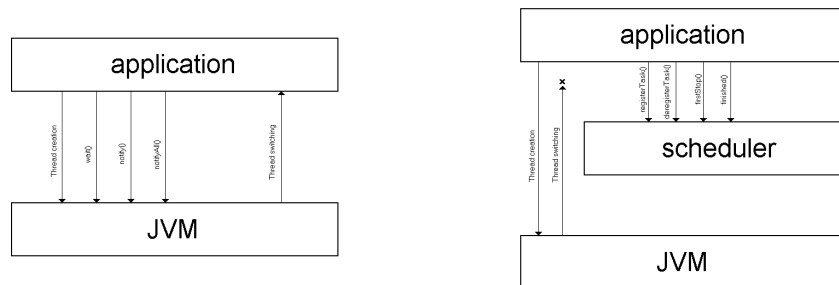 application
Thread creation
wait()
notify()
notifyAll()
Thread switching
JVM
application
Thread creation
Thread switching
registerTask()
deregisterTask()
firstStop()
finished()
scheduler
JVM